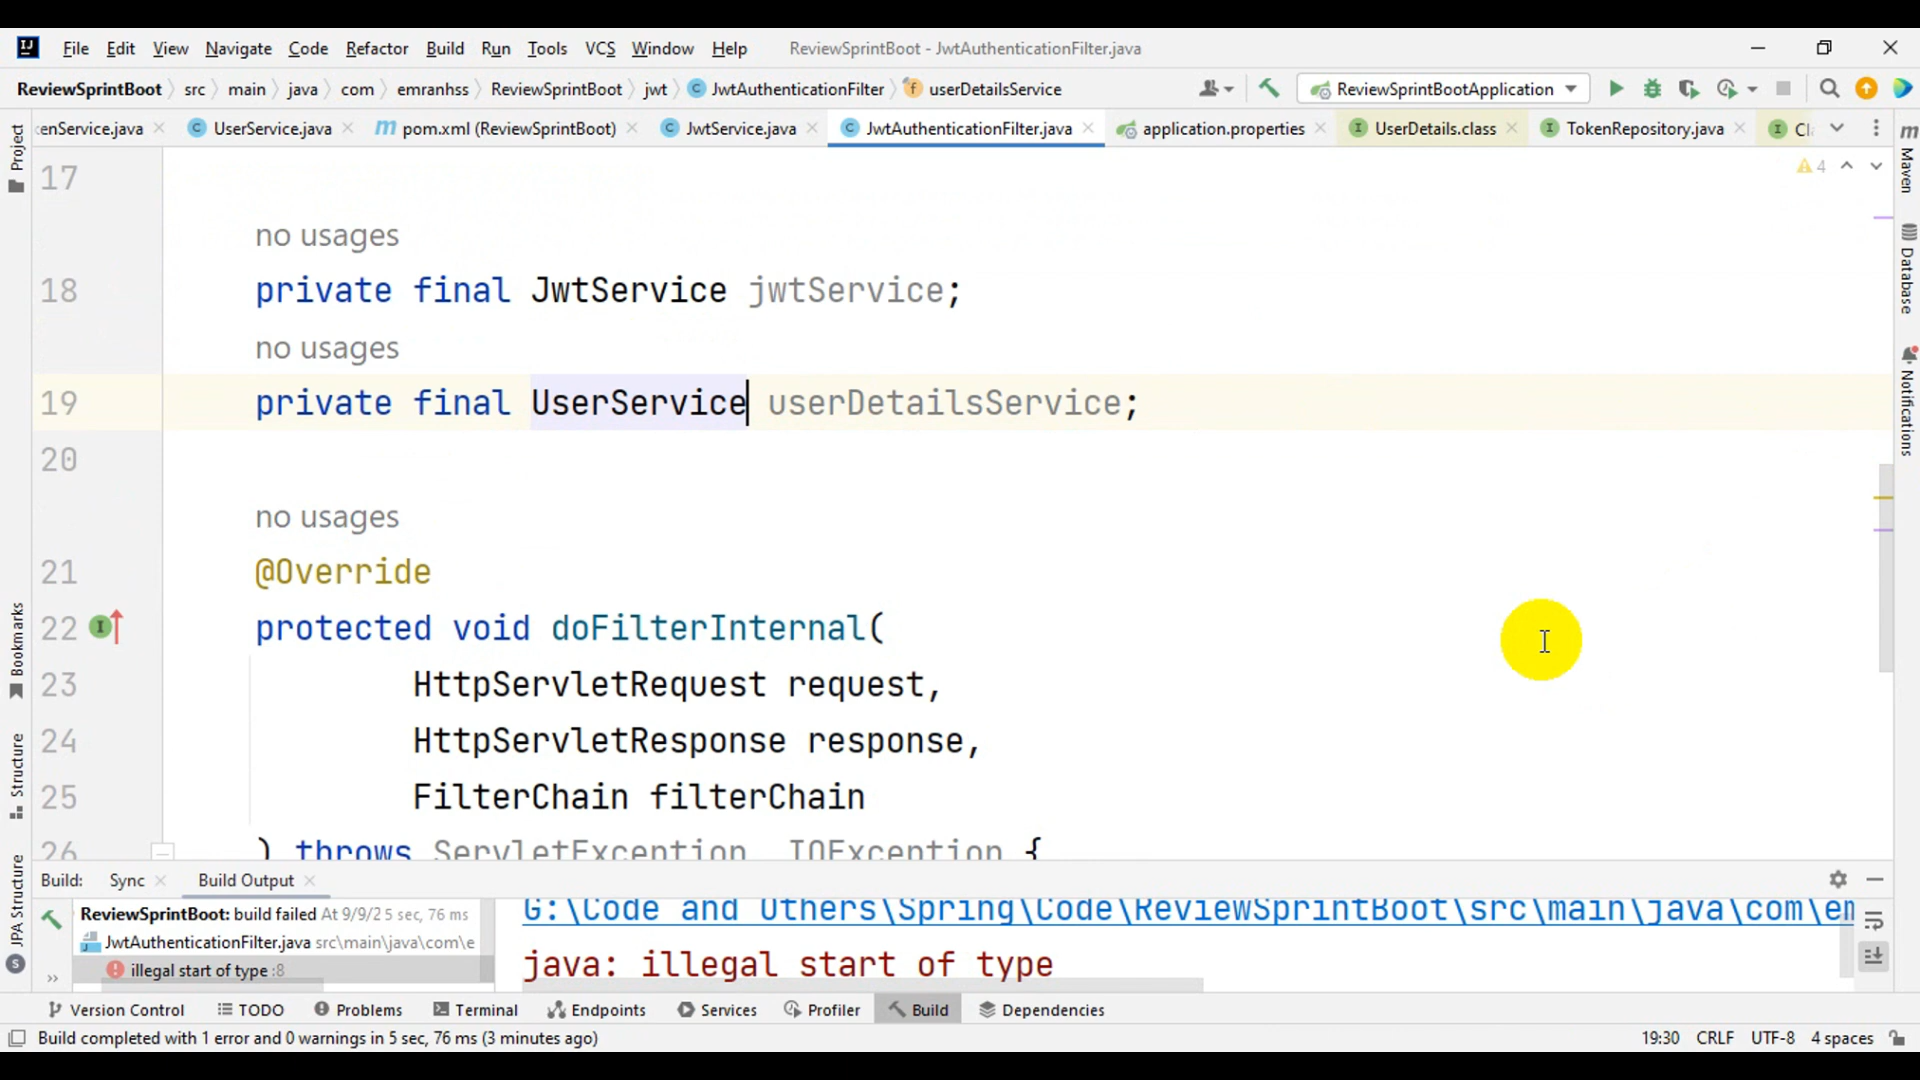 File Edit View Navigate Code Refactor Build Run Tools VCS Window Help ReviewSprintBoot - JwtAuthenticationFilter.java
ReviewSprintBoot src main java com emranhss ReviewSprintBoot jwt JwtAuthenticationFilter userDetailsService ReviewSprintBootApplication
enService.java UserService.java pom.xml (ReviewSprintBoot) JwtService.java JwtAuthenticationFilter.java application.properties UserDetails.class TokenRepository.java
4
17
no usages
18 private final JwtService jwtService;
no usages
19 private final UserService userDetailsService;
20
no usages
21 @Override
22 protected void doFilterInternal(
23 HttpServletRequest request,
24 HttpServletResponse response,
25 FilterChain filterChain
26 ) throws ServletException, IOException {
Project
Bookmarks
Structure
JPA Structure
Maven
Database
Notifications
Build: Sync Build Output
ReviewSprintBoot: build failed At 9/9/2 5 sec, 76 ms
JwtAuthenticationFilter.java src\main\java\com\e
illegal start of type :8
G:\Code and Others\Spring\Code\ReviewSprintBoot\src\main\java\com\em
java: illegal start of type
Version Control TODO Problems Terminal Endpoints Services Profiler Build Dependencies
Build completed with 1 error and 0 warnings in 5 sec, 76 ms (3 minutes ago) 19:30 CRLF UTF-8 4 spaces